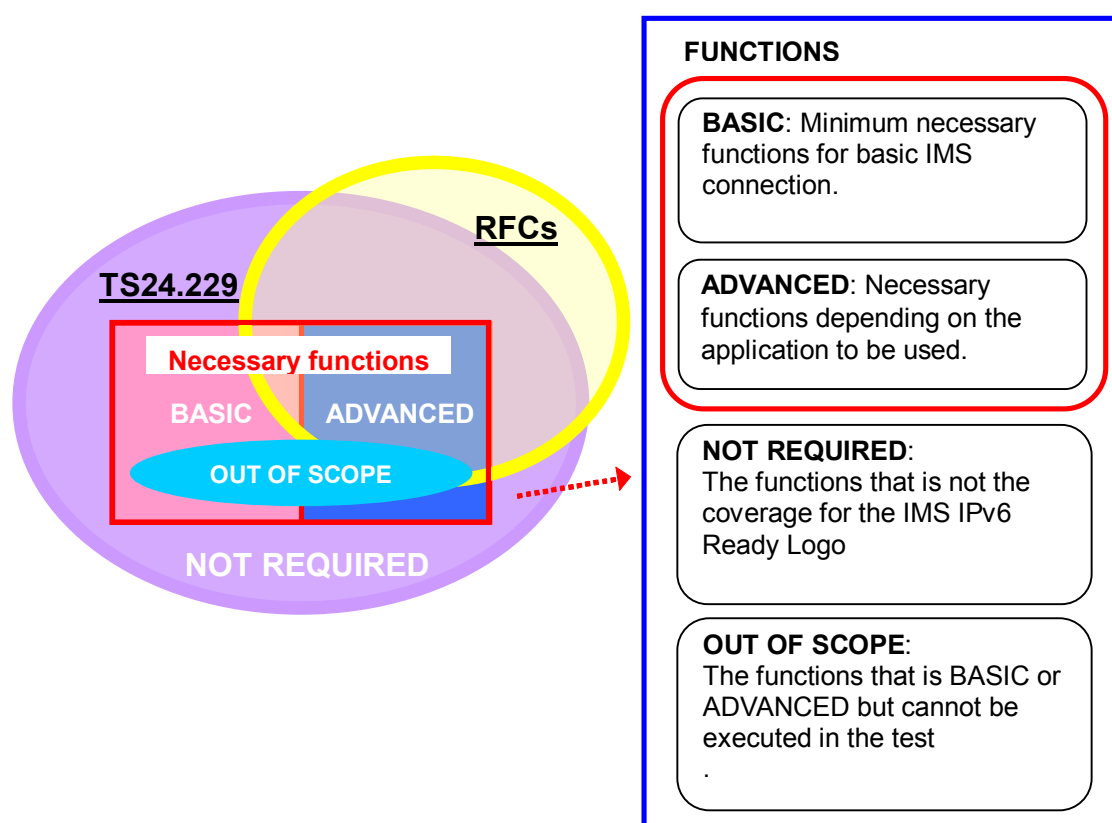 FUNCTIONS
BASIC: Minimum necessary
functions for basic IMS
connection.
ADVANCED: Necessary
functions depending on the
application to be used.
NOT REQUIRED:
The functions that is not the
coverage for the IMS IPv6
Ready Logo
OUT OF SCOPE:
The functions that is BASIC or
ADVANCED but cannot be
executed in the test
.
RFCs
TS24.229
Necessary functions
BASIC
ADVANCED
OUT OF SCOPE
NOT REQUIRED